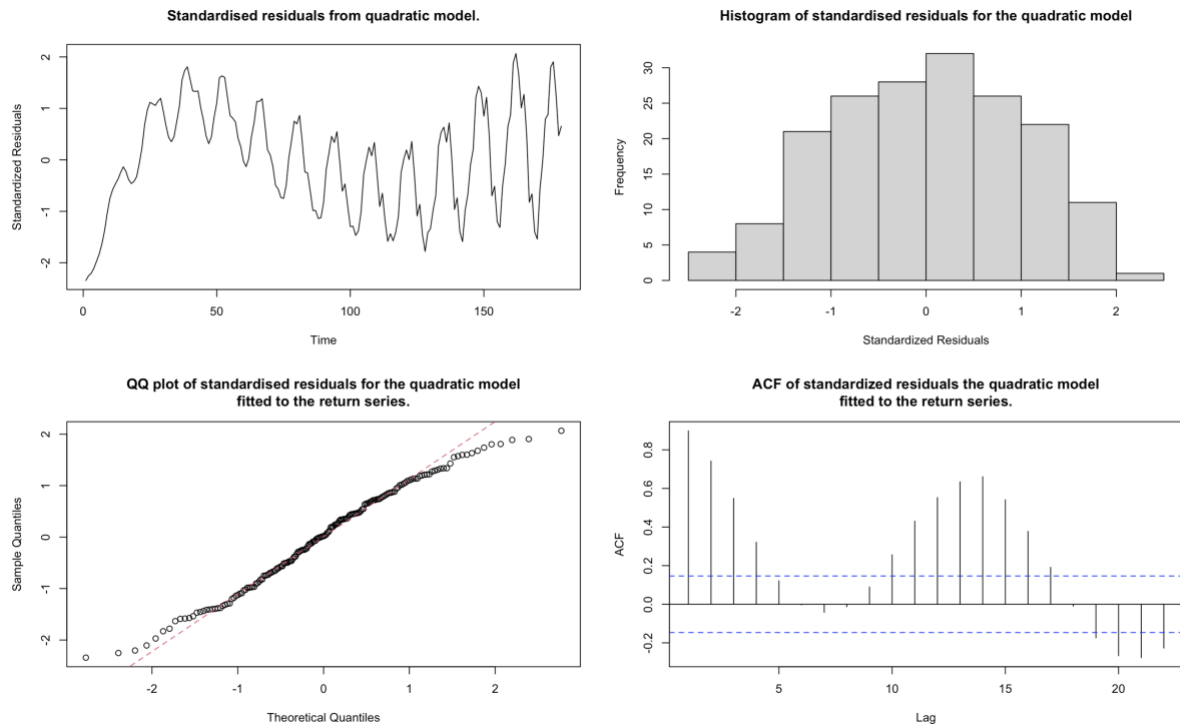 Standardised residuals from quadratic model.
Standardized Residuals
2
1
0
-1
-2
0
50
100
150
Time
Histogram of standardised residuals for the quadratic model
Frequency
30
25
20
15
10
5
0
-2
-1
0
1
2
Standardized Residuals
QQ plot of standardised residuals for the quadratic model
fitted to the return series.
Sample Quantiles
2
1
0
-1
-2
-2
-1
0
1
2
Theoretical Quantiles
ACF of standardized residuals the quadratic model
fitted to the return series.
ACF
0.8
0.6
0.4
0.2
0.0
-0.2
5
10
15
20
Lag